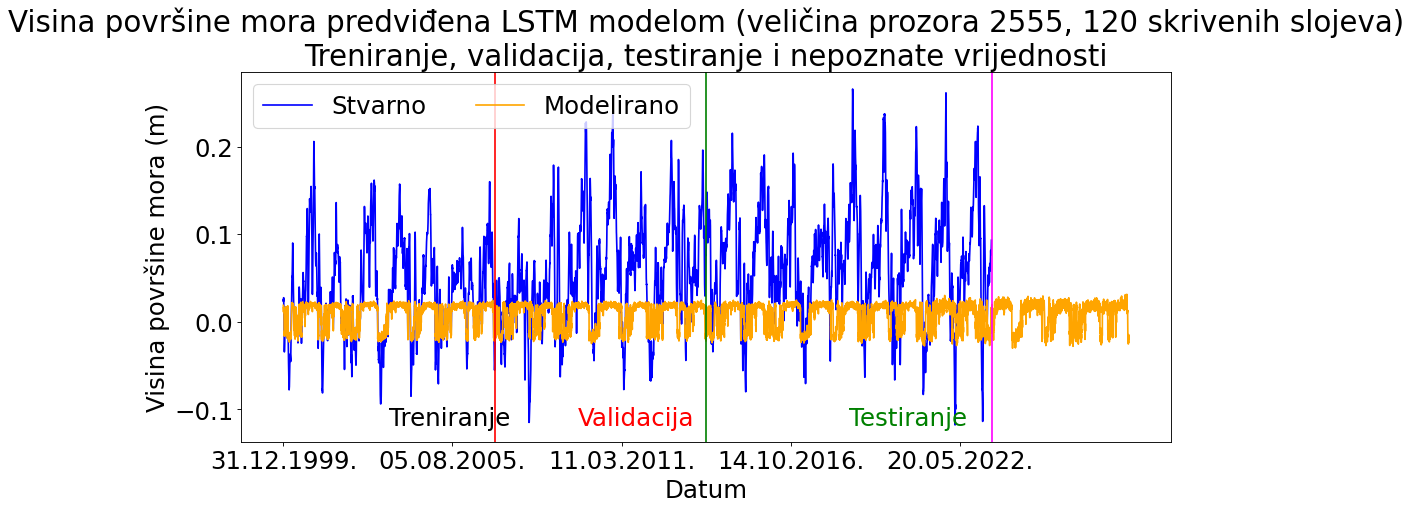 Visina površine mora predviđena LSTM modelom (veličina prozora 2555, 120 skrivenih slojeva)
Treniranje, validacija, testiranje i nepoznate vrijednosti
Stvarno
Modelirano
Visina površine mora (m)
0.2
0.1
0.0
−0.1
Treniranje
Validacija
Testiranje
31.12.1999.
05.08.2005.
11.03.2011.
14.10.2016.
20.05.2022.
Datum